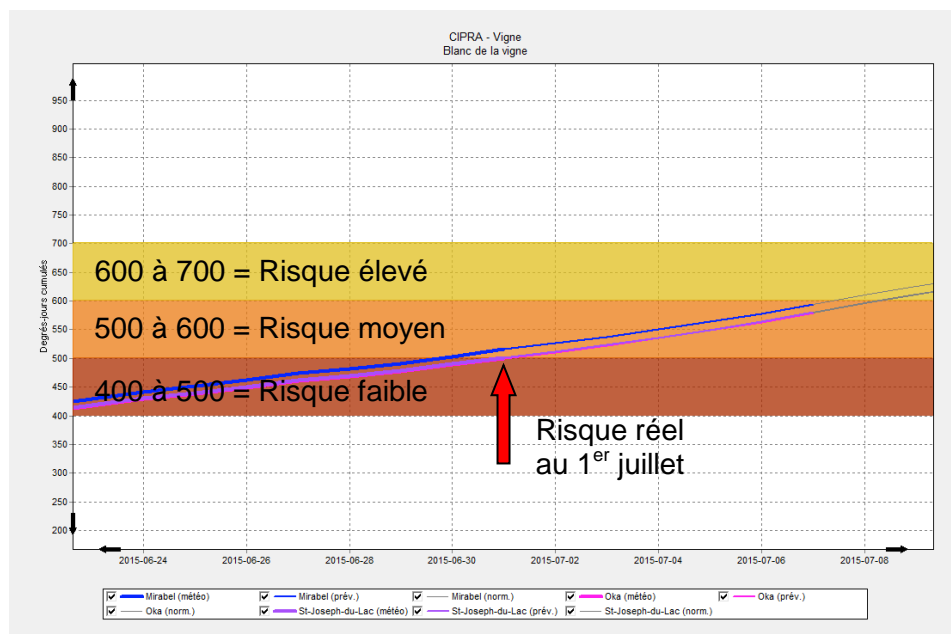 CIPRA - Vigne
Blanc de la vigne
Degrés-jours cumulés
950
900
850
800
750
700
650
600
550
500
450
400
350
300
250
200
600 à 700 = Risque élevé
500 à 600 = Risque moyen
400 à 500 = Risque faible
Risque réel
au 1er juillet
2015-06-24 2015-06-26 2015-06-28 2015-06-30 2015-07-02 2015-07-04 2015-07-06 2015-07-08
Mirabel (météo) Mirabel (prév.) Mirabel (norm.) Oka (météo) Oka (prév.)
Oka (norm.) St-Joseph-du-Lac (météo) St-Joseph-du-Lac (prév.) St-Joseph-du-Lac (norm.)